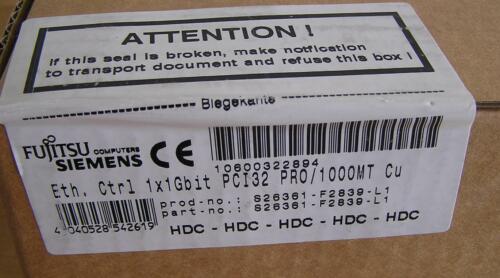 ATTENTION !
If this seal is broken, make notfication
to transport document and refuse this box !
Biegekante
FUJITSU COMPUTERS
SIEMENS CE
10600322894
Eth. Ctrl 1x1Gbit PCI32 PRO/1000MT Cu
prod-no.: S26361-F2839-L1
part-no.: S26361-F2839-L1
4 040528 542619
HDC - HDC - HDC - HDC - HDC